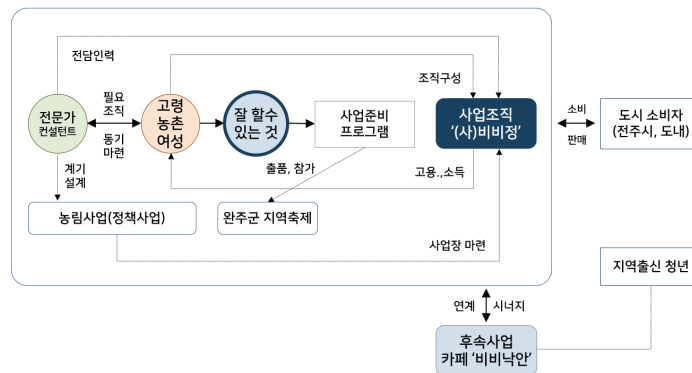 전담인력
조직구성
전문가
컨설턴트
필요
조직
동기
마련
고령
농촌
여성
잘 할수
있는 것
사업준비
프로그램
사업조직
'(사)비비정'
소비
판매
도시 소비자
(전주시, 도내)
계기
설계
출품, 참가
고용.,소득
농림사업(정책사업)
완주군 지역축제
사업장 마련
지역출신 청년
연계
시너지
후속사업
카페 '비비낙안'